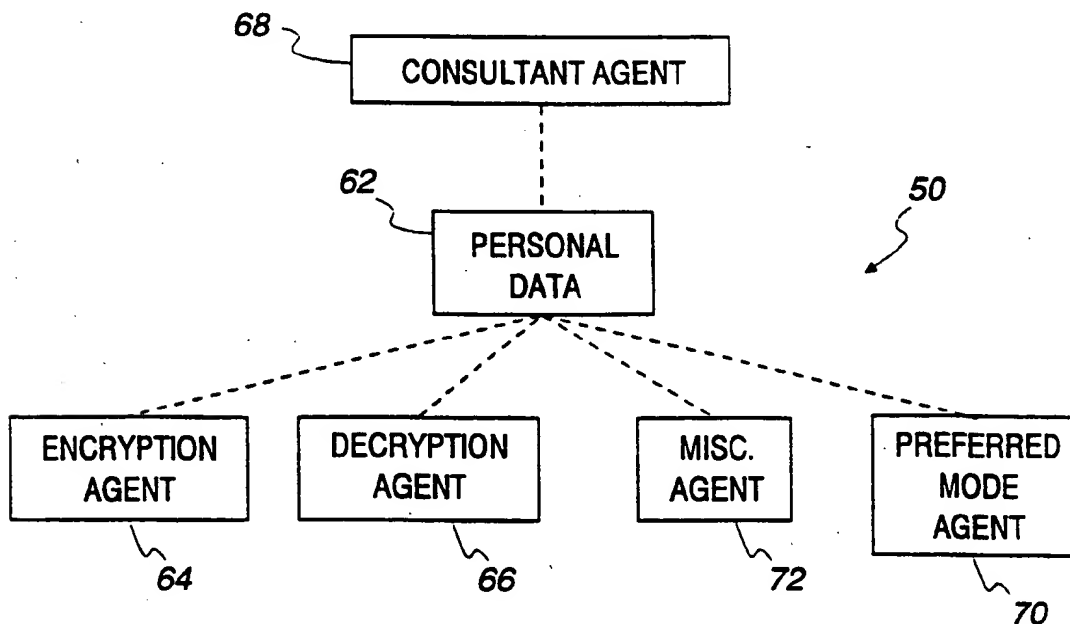 68
CONSULTANT AGENT
62
PERSONAL
DATA
50
ENCRYPTION
AGENT
64
DECRYPTION
AGENT
66
MISC.
AGENT
72
PREFERRED
MODE
AGENT
70